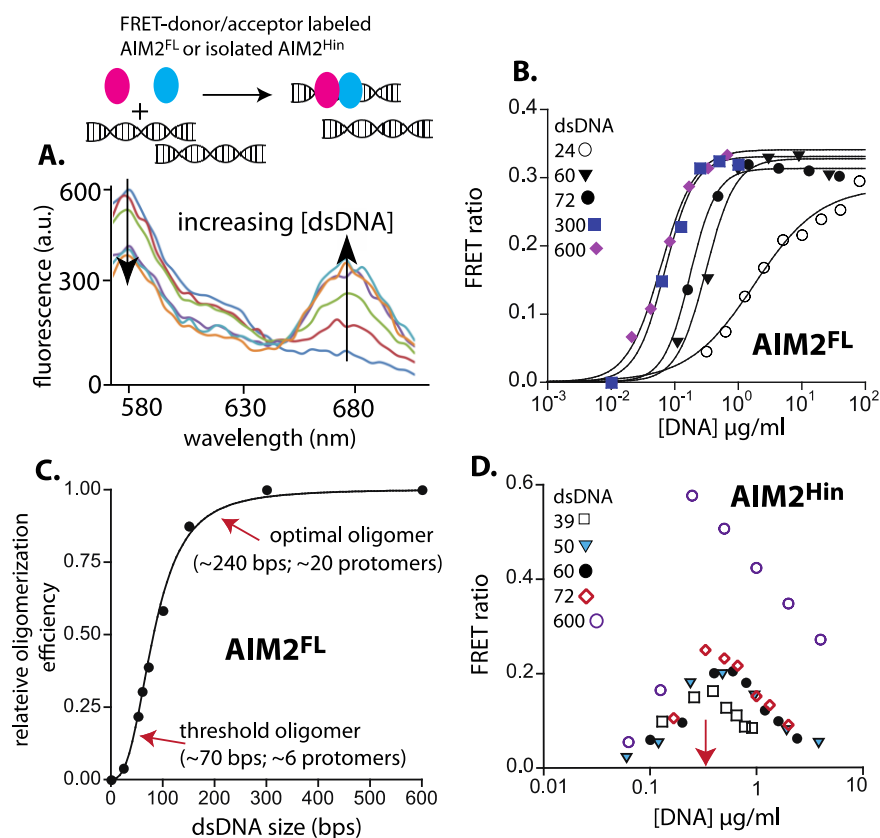 FRET-donor/acceptor labeled
AIM2FL or isolated AIM2Hin
+
A.
600
300
0
fluorescence (a.u.)
increasing [dsDNA]
580
630
680
wavelength (nm)
B.
0.4
0.3
0.2
0.1
0.0
FRET ratio
dsDNA
24
60
72
300
600
AIM2FL
10-3
10-2
10-1
100
101
102
[DNA] μg/ml
C.
1.00
0.75
0.50
0.25
0.00
relateive oligomerization
efficiency
optimal oligomer
(~240 bps; ~20 protomers)
AIM2FL
threshold oligomer
(~70 bps; ~6 protomers)
0
100
200
300
400
500
600
dsDNA size (bps)
D.
0.6
0.4
0.2
0.0
FRET ratio
AIM2Hin
dsDNA
39
50
60
72
600
0.01
0.1
1
10
[DNA] μg/ml